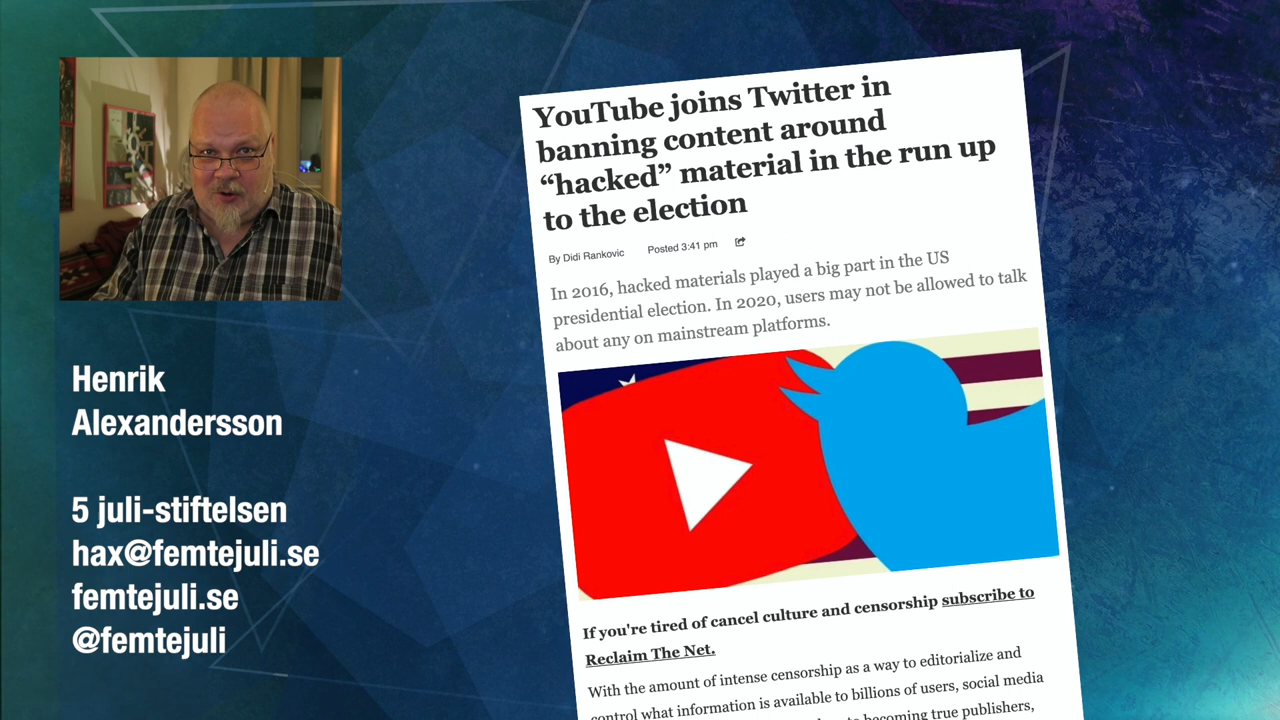 Henrik
Alexandersson
5 juli-stiftelsen
hax@femtejuli.se
femtejuli.se
@femtejuli
YouTube joins Twitter in
banning content around
“hacked” material in the run up
to the election
By Didi Rankovic Posted 3:41 pm
In 2016, hacked materials played a big part in the US
presidential election. In 2020, users may not be allowed to talk
about any on mainstream platforms.
If you're tired of cancel culture and censorship subscribe to
Reclaim The Net.
With the amount of intense censorship as a way to editorialize and
control what information is available to billions of users, social media
to becoming true publishers,